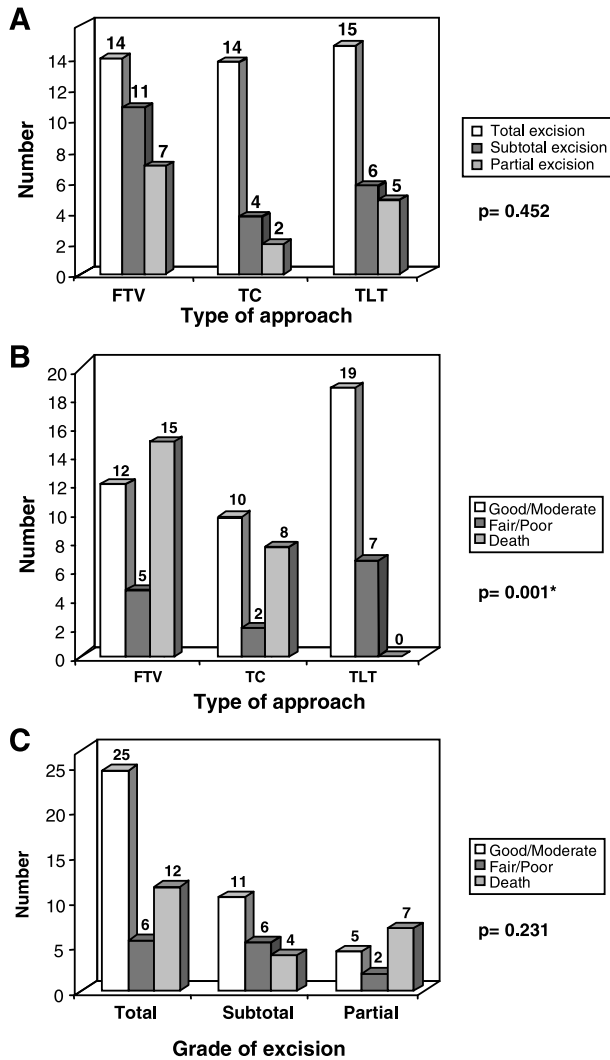 A
14
14
15
14
12
11
10
8
7
6
6
5
4
4
2
2
0
Number
FTV
TC
TLT
Type of approach
Total excision
Subtotal excision
Partial excision
p= 0.452
B
20
19
18
16
15
14
12
12
10
10
8
8
7
6
5
4
2
2
0
0
Number
FTV
TC
TLT
Type of approach
Good/Moderate
Fair/Poor
Death
p= 0.001*
C
25
25
20
15
12
11
10
7
6
6
5
5
4
2
0
Number
Total
Subtotal
Partial
Grade of excision
Good/Moderate
Fair/Poor
Death
p= 0.231